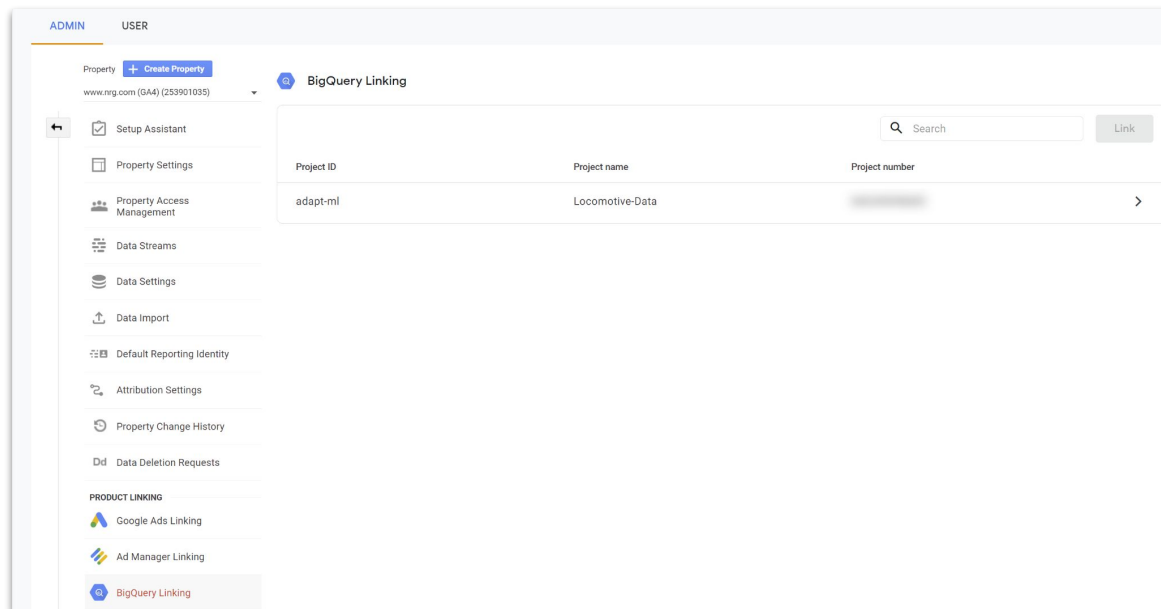 ADMIN USER
Property + Create Property
www.nrg.com (GA4) (253901035)
BigQuery Linking
Setup Assistant
Property Settings
Property Access
Management
Data Streams
Data Settings
Data Import
Default Reporting Identity
Attribution Settings
Property Change History
Dd Data Deletion Requests
PRODUCT LINKING
Google Ads Linking
Ad Manager Linking
BigQuery Linking
Search Link
Project ID Project name Project number
adapt-ml Locomotive-Data